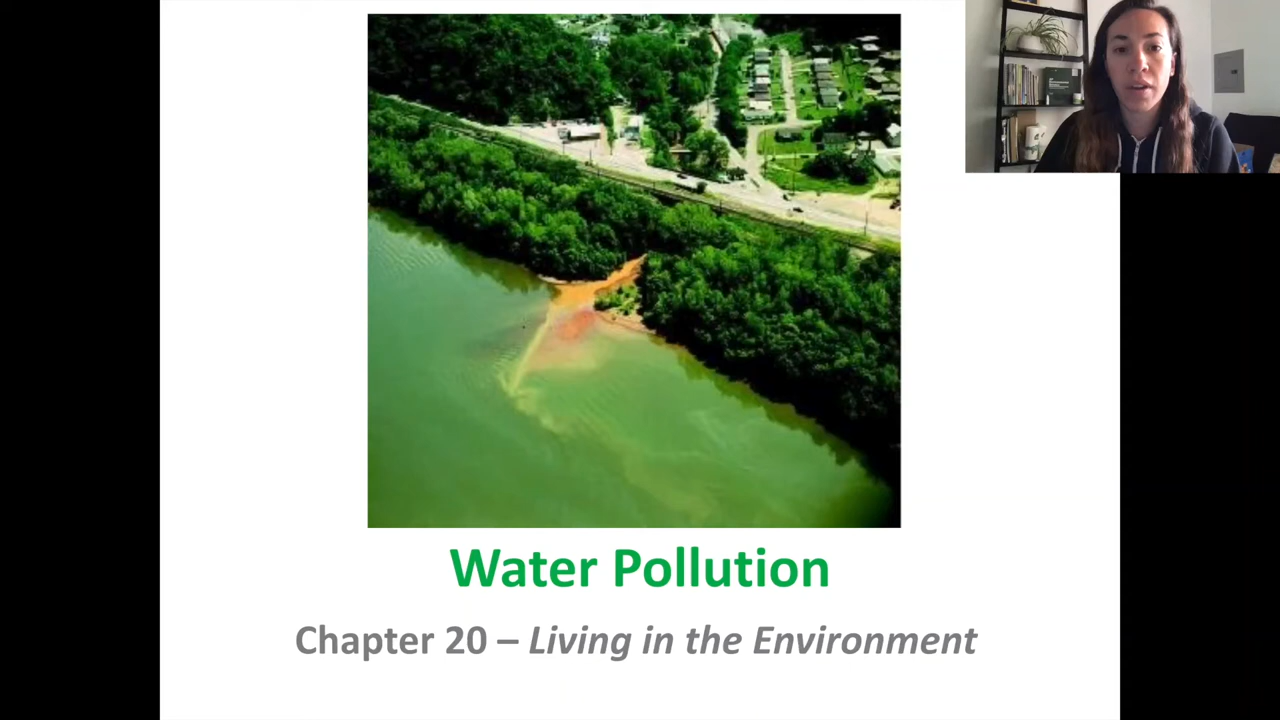 Water Pollution
Chapter 20 – Living in the Environment